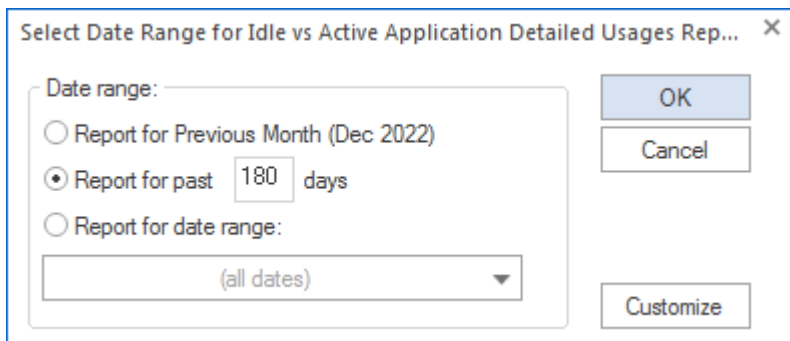 Select Date Range for Idle vs Active Application Detailed Usages Rep...
Date range:
Report for Previous Month (Dec 2022)
Report for past 180 days
Report for date range:
(all dates)
OK
Cancel
Customize